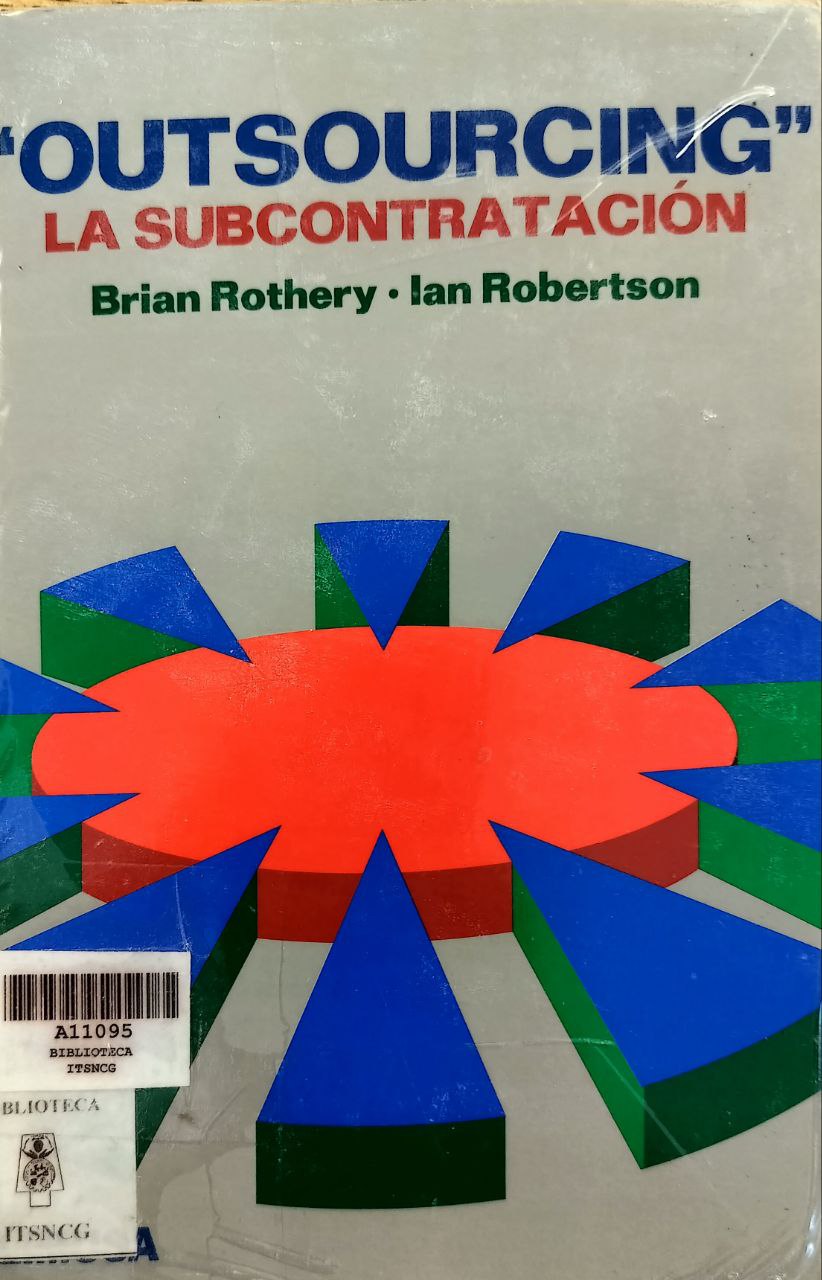 "OUTSOURCING"
LA SUBCONTRATACIÓN
Brian Rothery • Ian Robertson
A11095
BIBLIOTECA
ITSNCG
BLIOTECA
ITSNCG